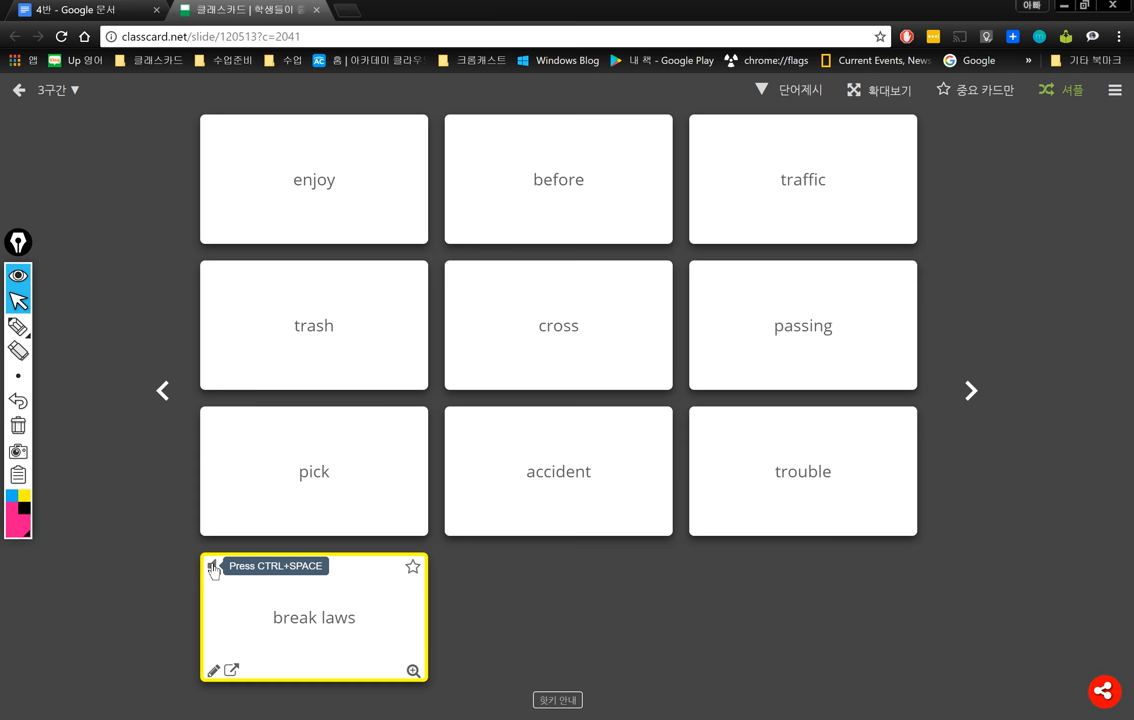 4반 - Google 문서
클래스카드 | 학생들이 좋
아빠
classcard.net/slide/120513?c=2041
앱
Up 영어
클래스카드
수업준비
수업
AC
홈 | 아카데미 클라우
크롬캐스트
Windows Blog
내 책 - Google Play
chrome://flags
Current Events, News
Google
»
기타 북마크
3구간 ▼
단어제시
확대보기
중요 카드만
셔플
enjoy
before
traffic
trash
cross
passing
pick
accident
trouble
Press CTRL+SPACE
break laws
핫키 안내